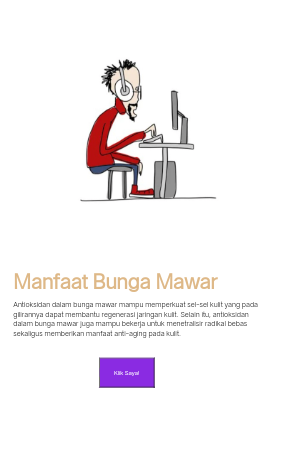 Manfaat Bunga Mawar
Antioksidan dalam bunga mawar mampu memperkuat sel-sel kulit yang pada
gilirannya dapat membantu regenerasi jaringan kulit. Selain itu, antioksidan
dalam bunga mawar juga mampu bekerja untuk menetralisir radikal bebas
sekaligus memberikan manfaat anti-aging pada kulit.
Klik Saya!